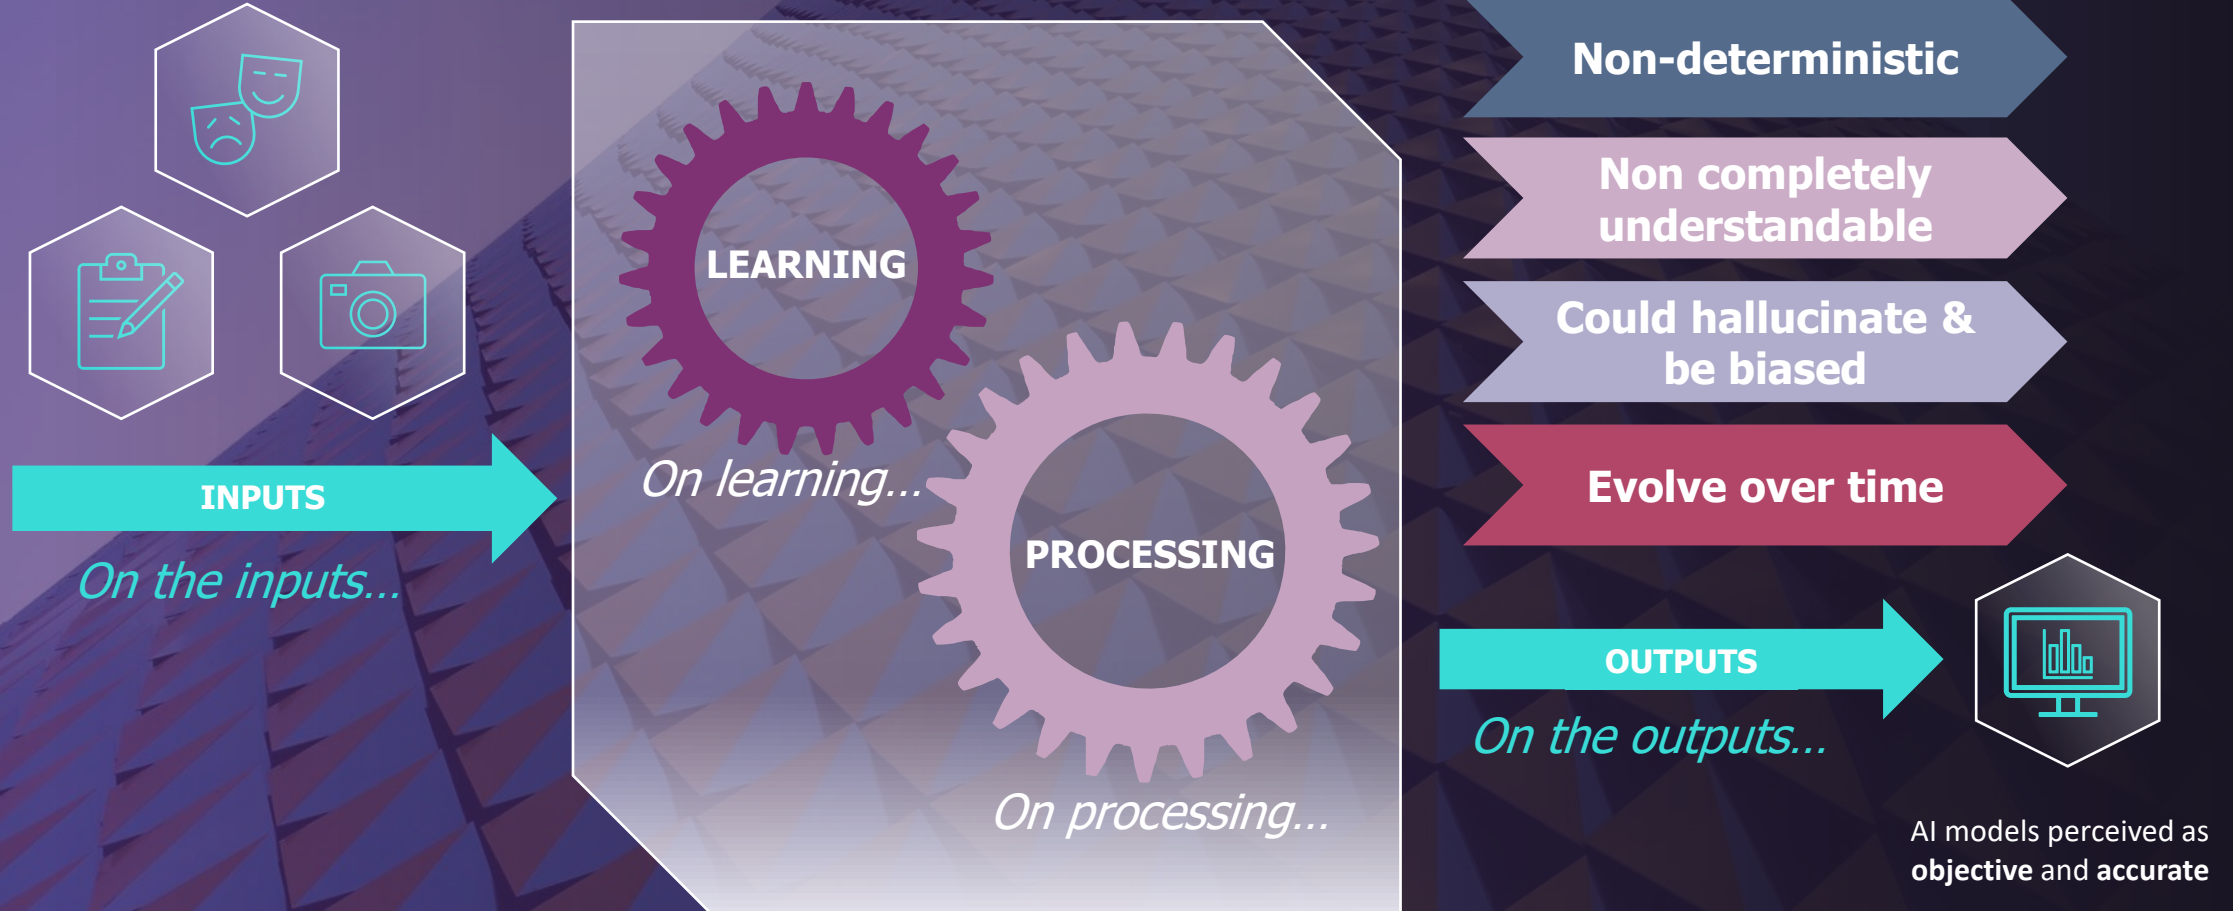 INPUTS
On the inputs...
LEARNING
On learning...
PROCESSING
On processing...
Non-deterministic
Non completely
understandable
Could hallucinate &
be biased
Evolve over time
OUTPUTS
On the outputs...
AI models perceived as
objective and accurate